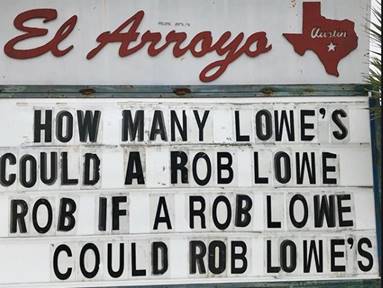 El Arroyo
Austin
HOW MANY LOWE'S
COULD A ROB LOWE
ROB IF A ROB LOWE
COULD ROB LOWE'S